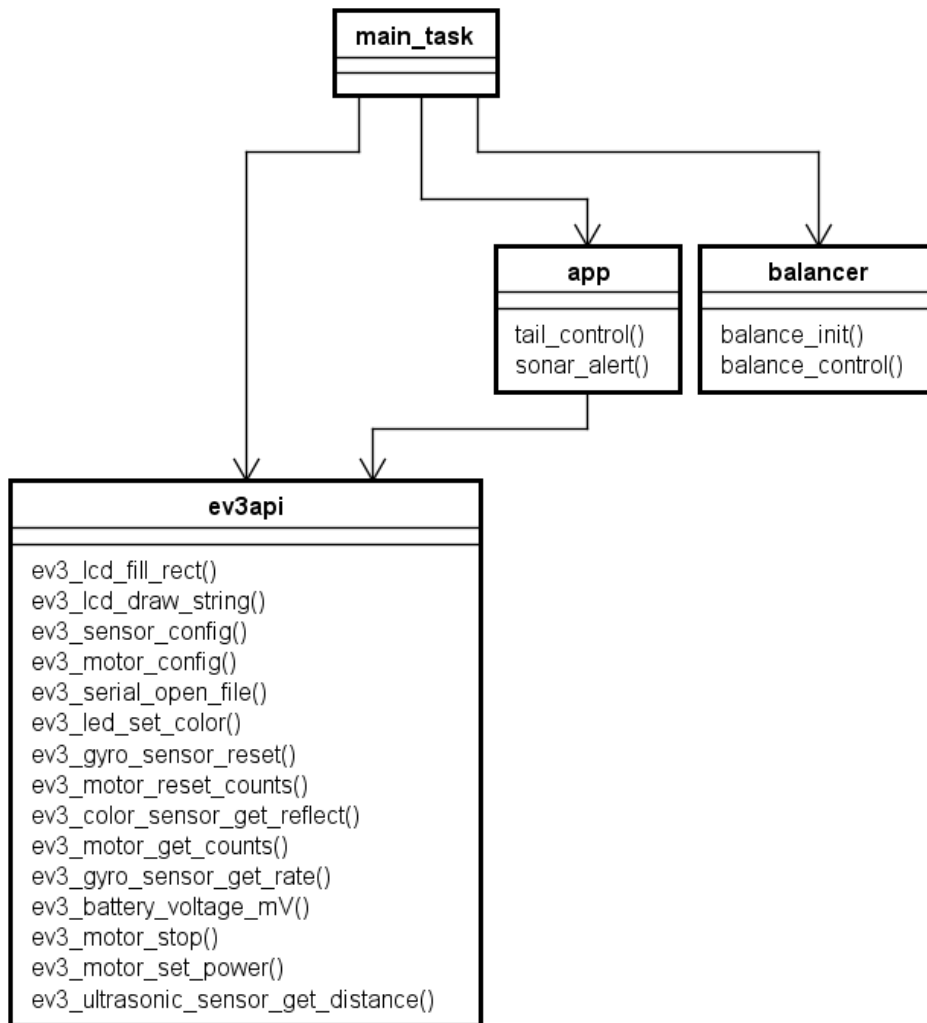 main_task
app
tail_control()
sonar_alert()
balancer
balance_init()
balance_control()
ev3api
ev3_lcd_fill_rect()
ev3_lcd_draw_string()
ev3_sensor_config()
ev3_motor_config()
ev3_serial_open_file()
ev3_led_set_color()
ev3_gyro_sensor_reset()
ev3_motor_reset_counts()
ev3_color_sensor_get_reflect()
ev3_motor_get_counts()
ev3_gyro_sensor_get_rate()
ev3_battery_voltage_mV()
ev3_motor_stop()
ev3_motor_set_power()
ev3_ultrasonic_sensor_get_distance()